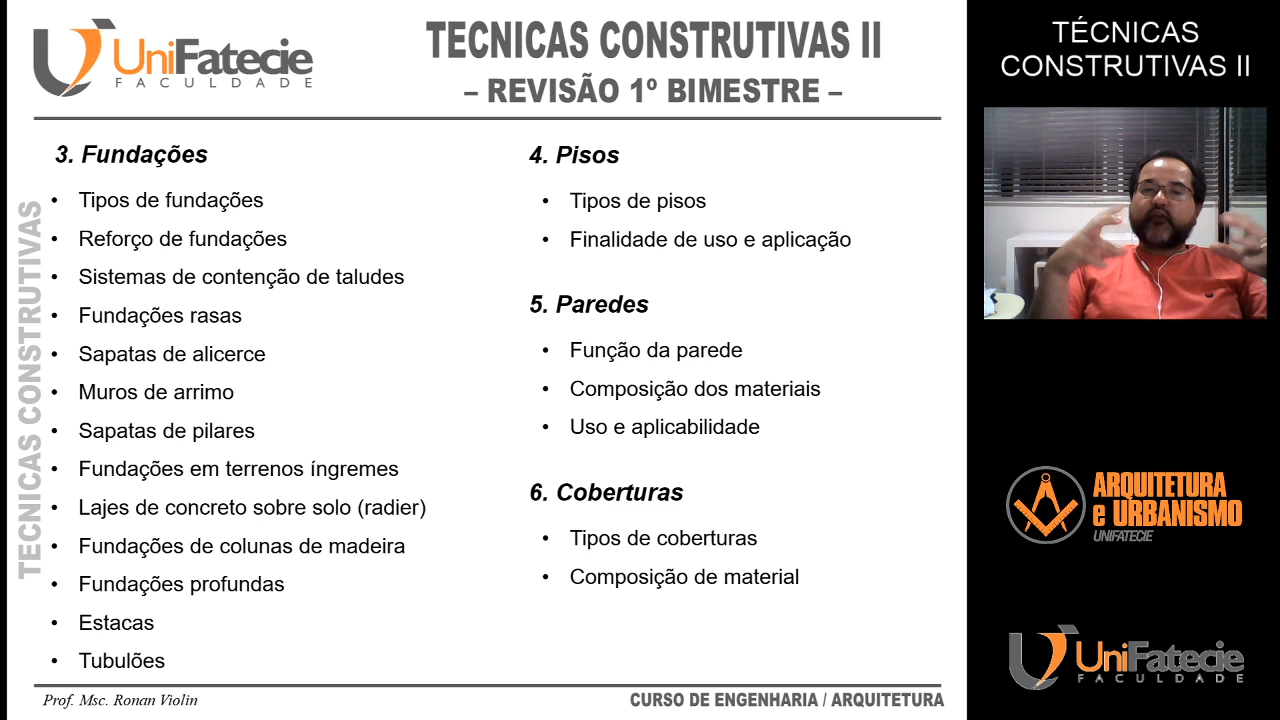 UniFatecie
FACULDADE
TECNICAS CONSTRUTIVAS II
– REVISÃO 1º BIMESTRE –
TECNICAS CONSTRUTIVAS
3. Fundações
• Tipos de fundações
• Reforço de fundações
• Sistemas de contenção de taludes
• Fundações rasas
• Sapatas de alicerce
• Muros de arrimo
• Sapatas de pilares
• Fundações em terrenos íngremes
• Lajes de concreto sobre solo (radier)
• Fundações de colunas de madeira
• Fundações profundas
• Estacas
• Tubulões
4. Pisos
• Tipos de pisos
• Finalidade de uso e aplicação
5. Paredes
• Função da parede
• Composição dos materiais
• Uso e aplicabilidade
6. Coberturas
• Tipos de coberturas
• Composição de material
Prof. Msc. Ronan Violin
CURSO DE ENGENHARIA / ARQUITETURA
TÉCNICAS
CONSTRUTIVAS II
ARQUITETURA
e URBANISMO
UNIFATECIE
UniFatecie
FACULDADE